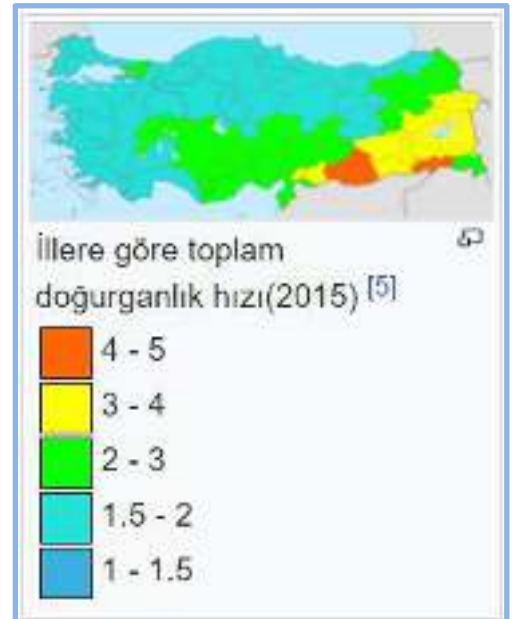 İllere göre toplam
doğurganlık hızı(2015) [5]
4 - 5
3 - 4
2 - 3
1.5 - 2
1 - 1.5